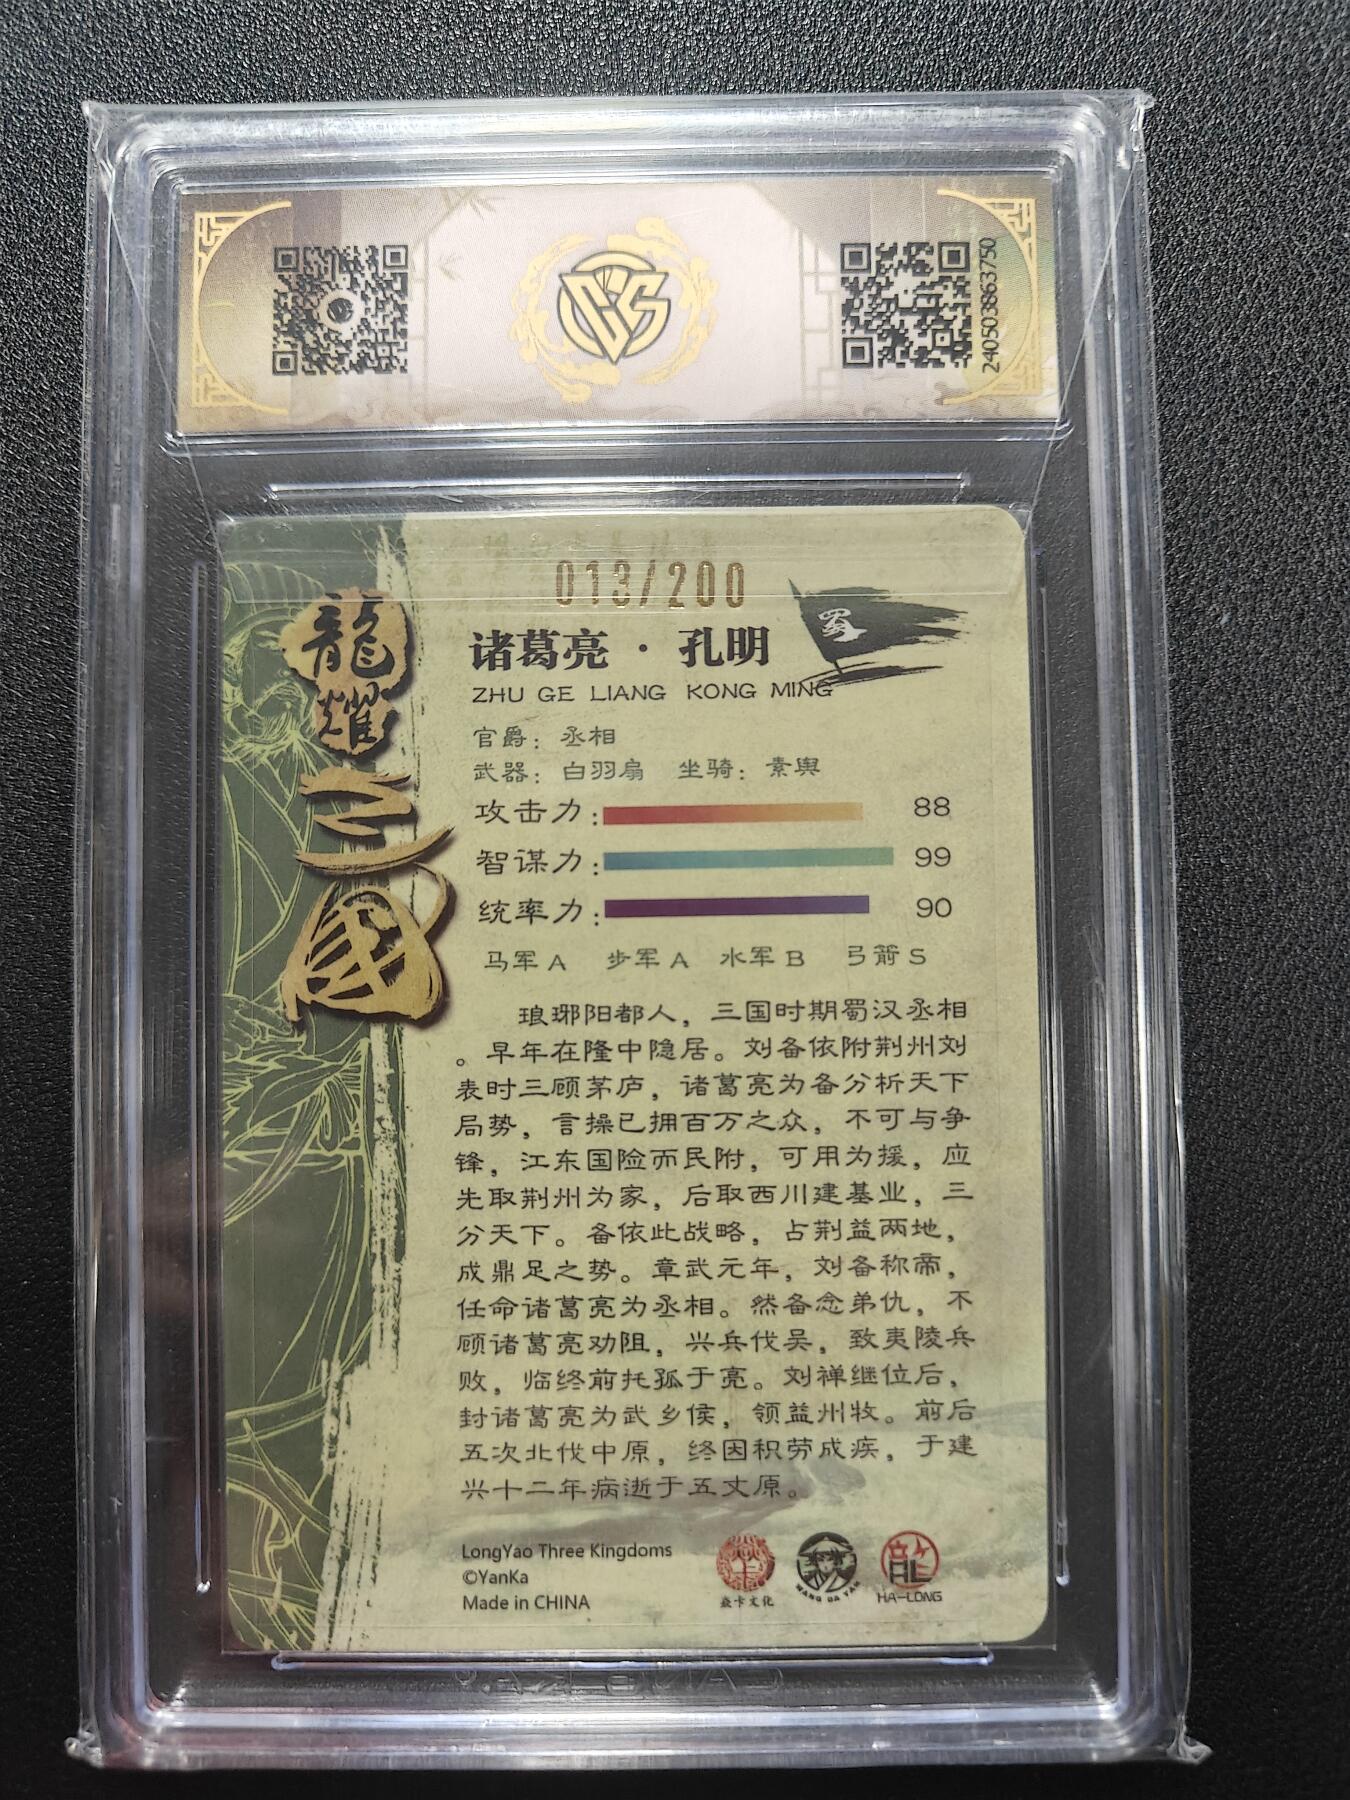 CCS
2405038863750
013/200
龍耀三國
蜀
诸葛亮·孔明
ZHU GE LIANG KONG MING
官爵：丞相
武器：白羽扇 坐骑：素舆
攻击力： 88
智谋力： 99
统率力： 90
马军A 步军A 水军B 弓箭S
琅琊阳都人，三国时期蜀汉丞相
。早年在隆中隐居。刘备依附荆州刘
表时三顾茅庐，诸葛亮为备分析天下
局势，言操已拥百万之众，不可与争
锋，江东国险而民附，可用为援，应
先取荆州为家，后取西川建基业，三
分天下。备依此战略，占荆益两地，
成鼎足之势。章武元年，刘备称帝，
任命诸葛亮为丞相。然备念弟仇，不
顾诸葛亮劝阻，兴兵伐吴，致夷陵兵
败，临终前托孤于亮。刘禅继位后，
封诸葛亮为武乡侯，领益州牧。前后
五次北伐中原，终因积劳成疾，于建
兴十二年病逝于五丈原。
LongYao Three Kingdoms
©YanKa
Made in CHINA
焱卡文化
WANG DA YAN
HA-LONG